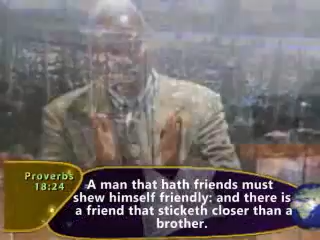 Proverbs
18:24
A man that hath friends must
shew himself friendly: and there is
a friend that sticketh closer than a
brother.